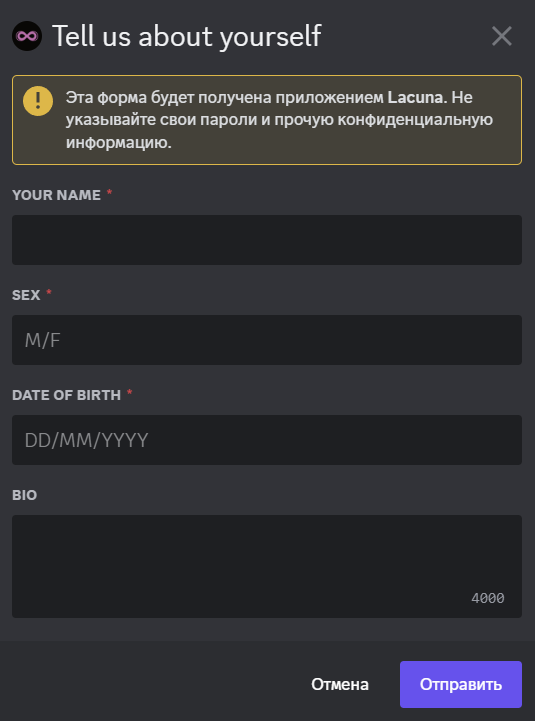 Tell us about yourself
Эта форма будет получена приложением Lacuna. Не
указывайте свои пароли и прочую конфиденциальную
информацию.
YOUR NAME *
SEX *
M/F
DATE OF BIRTH *
DD/MM/YYYY
BIO
4000
Отмена
Отправить